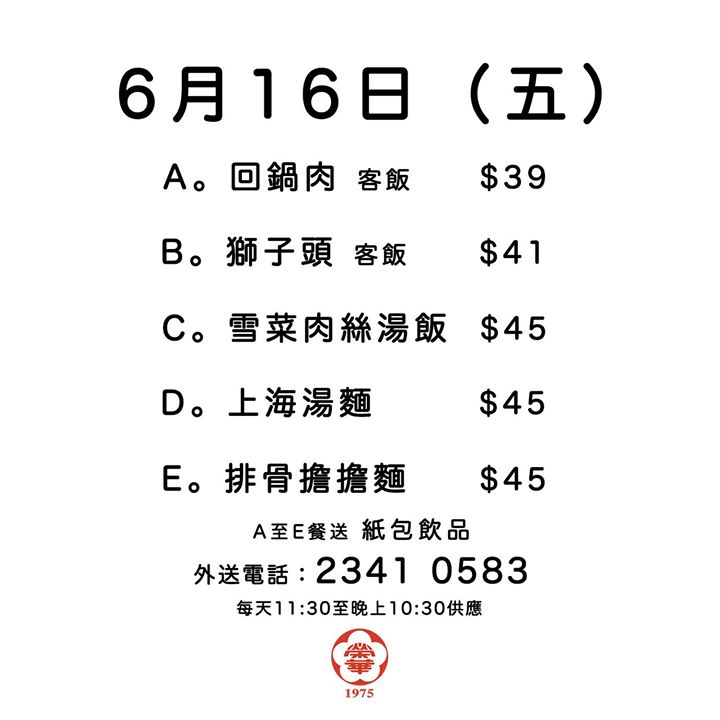 6月16日（五）
A。回鍋肉 客飯 $39
B。獅子頭 客飯 $41
C。雪菜肉絲湯飯 $45
D。上海湯麵 $45
E。排骨擔擔麵 $45
A至E餐送 紙包飲品
外送電話：2341 0583
每天11:30至晚上10:30供應
榮華
1975